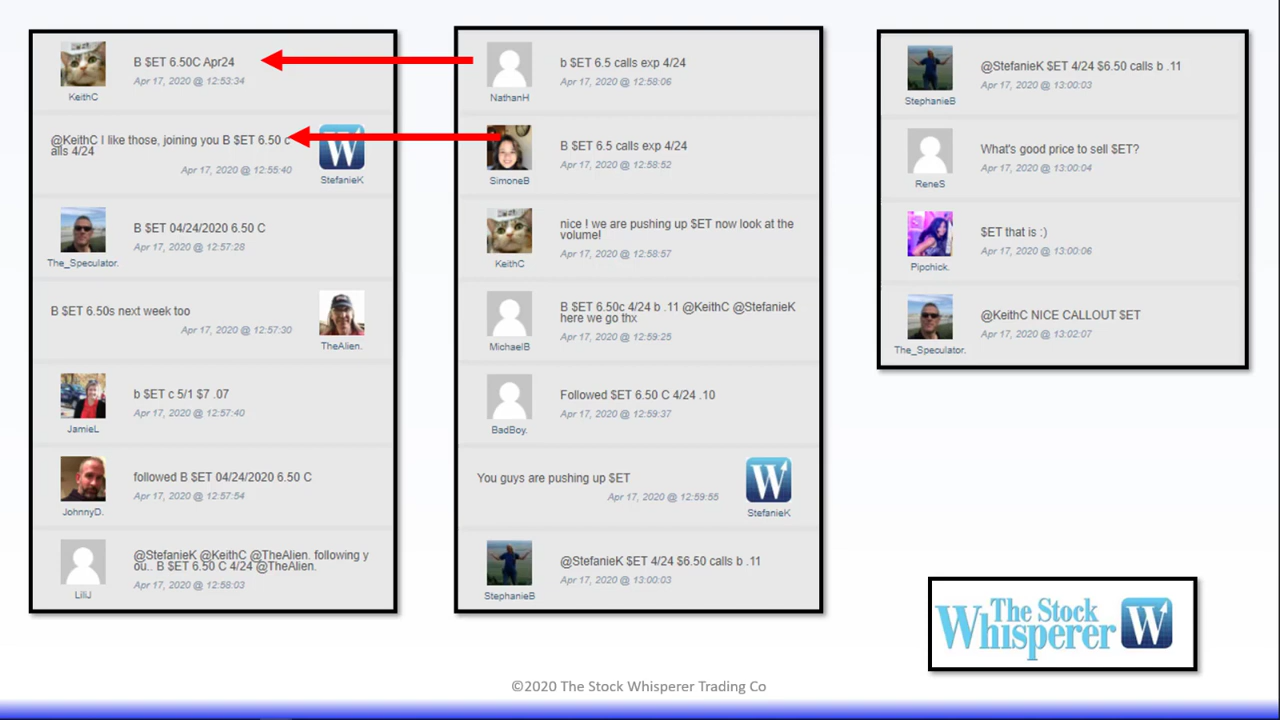 B $ET 6.50C Apr24
Apr 17, 2020 @ 12:53:34
KeithC
@KeithC I like those, joining you B $ET 6.50 c
alls 4/24
Apr 17, 2020 @ 12:55:40
W
StefanieK
B $ET 04/24/2020 6.50 C
Apr 17, 2020 @ 12:57:28
The_Speculator.
B $ET 6.50s next week too
Apr 17, 2020 @ 12:57:30
TheAlien.
b $ET c 5/1 $7 .07
Apr 17, 2020 @ 12:57:40
JamieL
followed B $ET 04/24/2020 6.50 C
Apr 17, 2020 @ 12:57:54
JohnnyD.
@StefanieK @KeithC @TheAlien. following y
ou.. B $ET 6.50 C 4/24 @TheAlien.
Apr 17, 2020 @ 12:58:03
LiliJ
b $ET 6.5 calls exp 4/24
Apr 17, 2020 @ 12:58:06
NathanH
B $ET 6.5 calls exp 4/24
Apr 17, 2020 @ 12:58:52
SimoneB
nice ! we are pushing up $ET now look at the
volume!
Apr 17, 2020 @ 12:58:57
KeithC
B $ET 6.50c 4/24 b .11 @KeithC @StefanieK
here we go thx
Apr 17, 2020 @ 12:59:25
MichaelB
Followed $ET 6.50 C 4/24 .10
Apr 17, 2020 @ 12:59:37
BadBoy.
You guys are pushing up $ET
Apr 17, 2020 @ 12:59:55
W
StefanieK
@StefanieK $ET 4/24 $6.50 calls b .11
Apr 17, 2020 @ 13:00:03
StephanieB
@StefanieK $ET 4/24 $6.50 calls b .11
Apr 17, 2020 @ 13:00:03
StephanieB
What's good price to sell $ET?
Apr 17, 2020 @ 13:00:04
ReneS
$ET that is :)
Apr 17, 2020 @ 13:00:06
Pipchick.
@KeithC NICE CALLOUT $ET
Apr 17, 2020 @ 13:02:07
The_Speculator.
The Stock
Whisperer W
©2020 The Stock Whisperer Trading Co